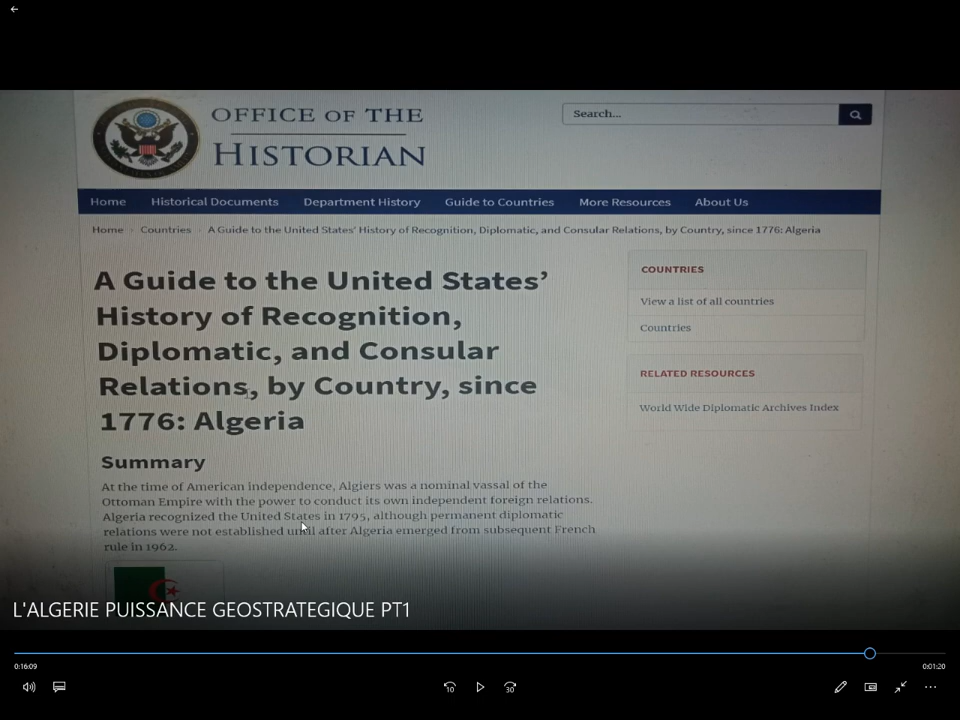 OFFICE OF THE
HISTORIAN
Search...
Home Historical Documents Department History Guide to Countries More Resources About Us
Home › Countries › A Guide to the United States' History of Recognition, Diplomatic, and Consular Relations, by Country, since 1776: Algeria
A Guide to the United States'
History of Recognition,
Diplomatic, and Consular
Relations, by Country, since
1776: Algeria
Summary
At the time of American independence, Algiers was a nominal vassal of the
Ottoman Empire with the power to conduct its own independent foreign relations.
Algeria recognized the United States in 1795, although permanent diplomatic
relations were not established until after Algeria emerged from subsequent French
rule in 1962.
COUNTRIES
View a list of all countries
Countries
RELATED RESOURCES
World Wide Diplomatic Archives Index
L'ALGERIE PUISSANCE GEOSTRATEGIQUE PT1
0:16:09
0:01:20
10
30